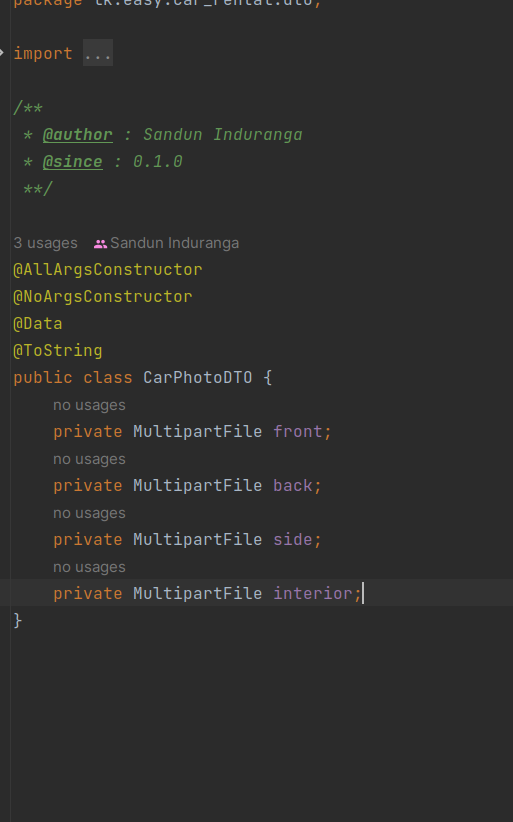 package lk.easy.car_rental.dto;
import ...
/**
* @author : Sandun Induranga
* @since : 0.1.0
**/
3 usages Sandun Induranga
@AllArgsConstructor
@NoArgsConstructor
@Data
@ToString
public class CarPhotoDTO {
no usages
private MultipartFile front;
no usages
private MultipartFile back;
no usages
private MultipartFile side;
no usages
private MultipartFile interior;
}